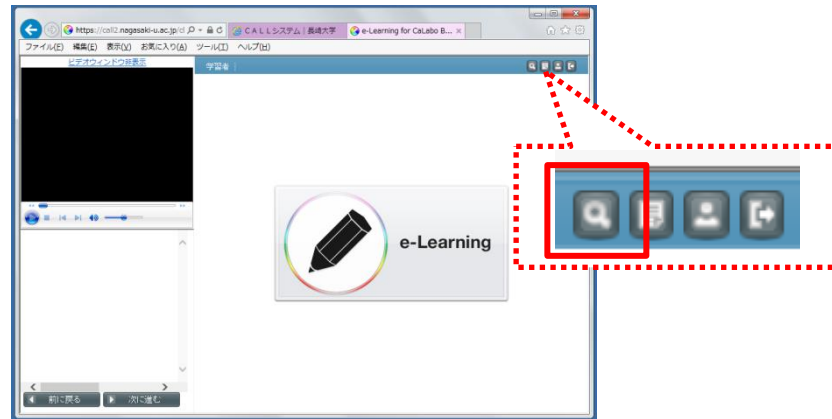 https://call2.nagasaki-u.ac.jp/cl
CALLシステム | 長崎大学
e-Learning for CaLabo B...
ファイル(F) 編集(E) 表示(V) お気に入り(A) ツール(T) ヘルプ(H)
ビデオウィンドウ非表示
学習者 |
e-Learning
前に戻る 次に進む